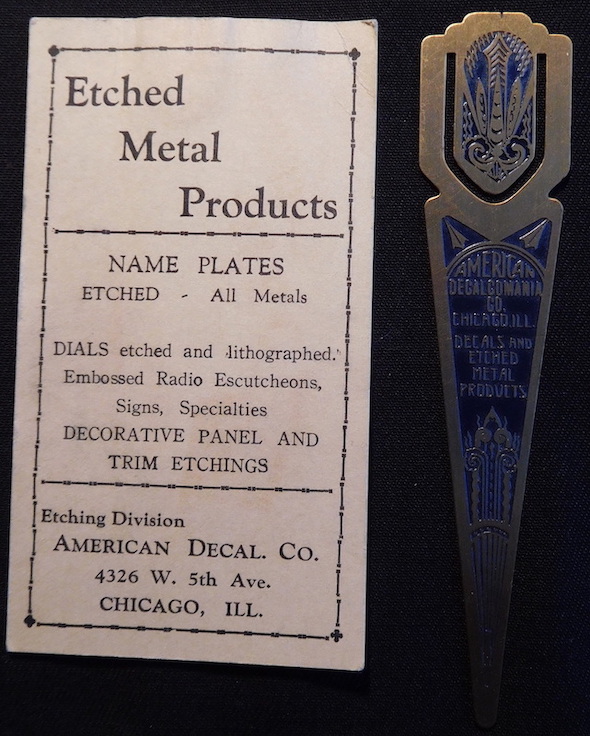 Etched
Metal
Products
NAME PLATES
ETCHED - All Metals
DIALS etched and lithographed.
Embossed Radio Escutcheons,
Signs, Specialties
DECORATIVE PANEL AND
TRIM ETCHINGS
Etching Division
AMERICAN DECAL. CO.
4326 W. 5th Ave.
CHICAGO, ILL.
AMERICAN
DECALCOMANIA
CO.
CHICAGO, ILL.
DECALS AND
ETCHED
METAL
PRODUCTS